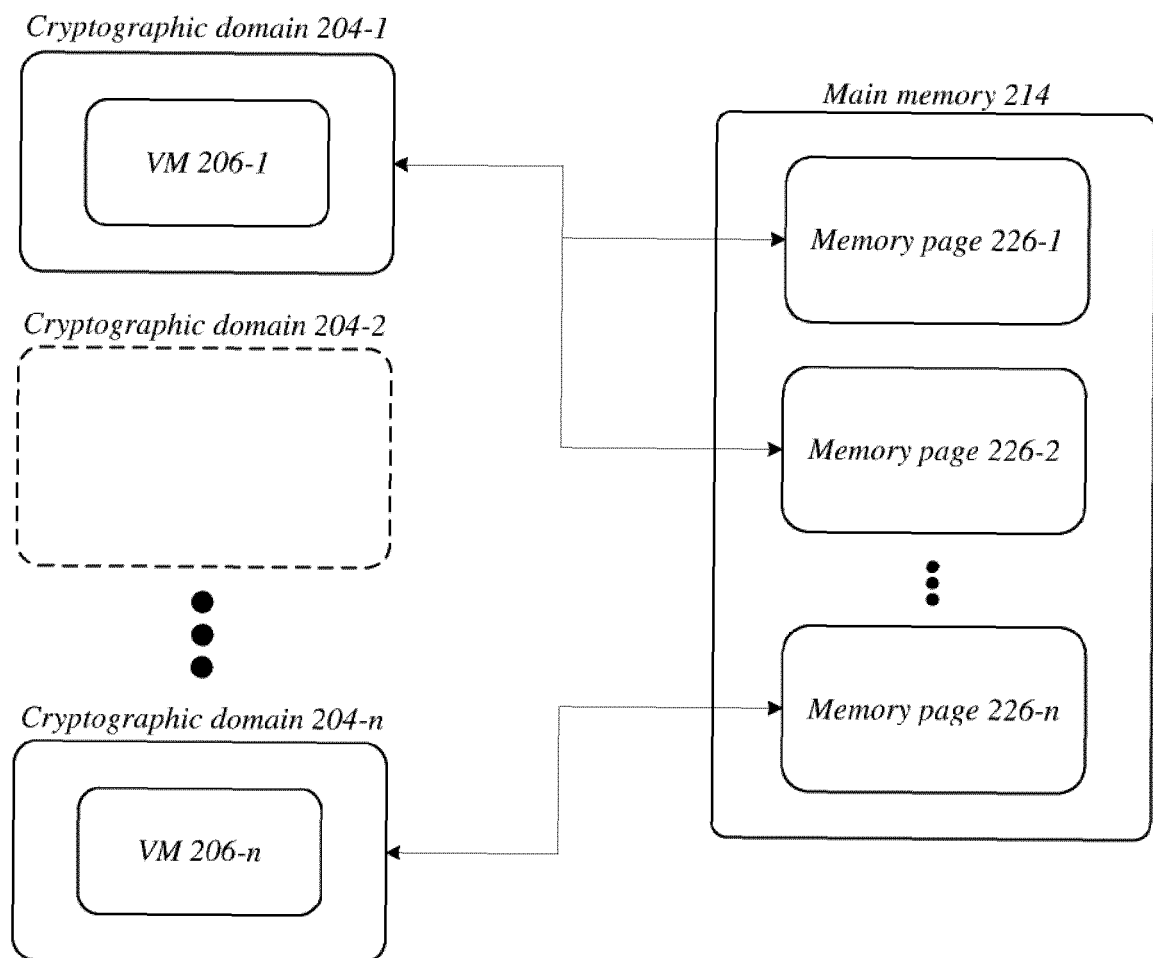 Cryptographic domain 204-1
VM 206-1
Main memory 214
Memory page 226-1
Cryptographic domain 204-2
Memory page 226-2
Cryptographic domain 204-n
Memory page 226-n
VM 206-n